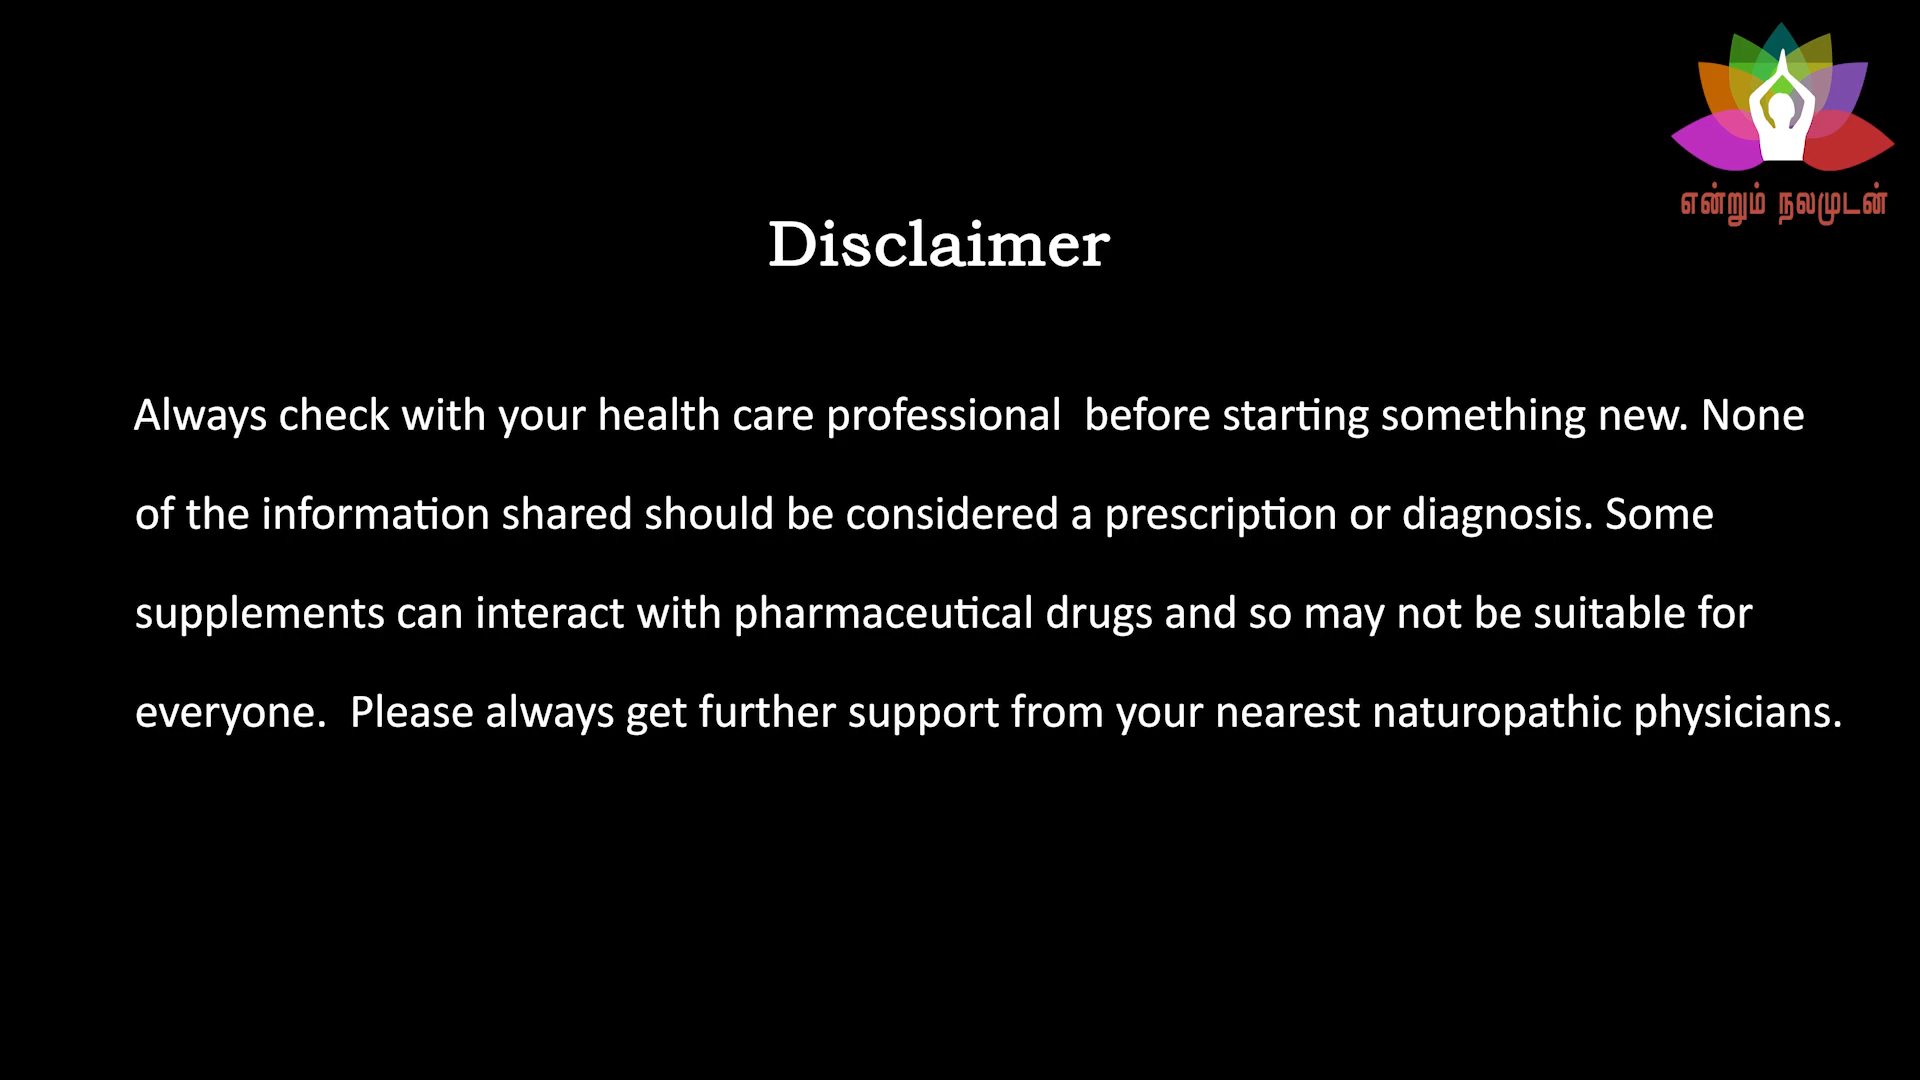 என்றும் நலமுடன்
Disclaimer
Always check with your health care professional  before starting something new. None
of the information shared should be considered a prescription or diagnosis. Some
supplements can interact with pharmaceutical drugs and so may not be suitable for
everyone.  Please always get further support from your nearest naturopathic physicians.